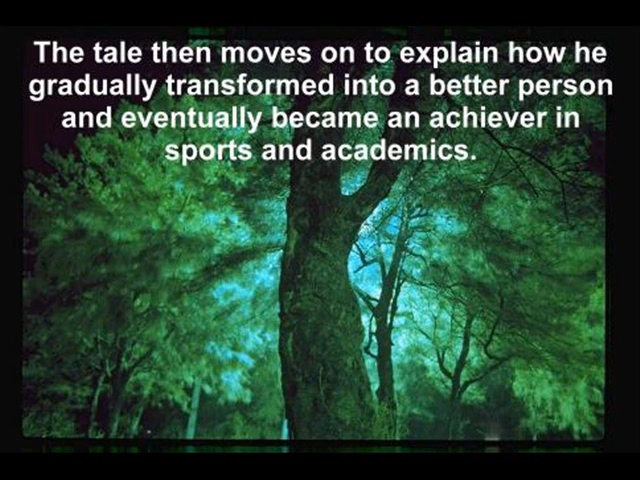 The tale then moves on to explain how he
gradually transformed into a better person
and eventually became an achiever in
sports and academics.